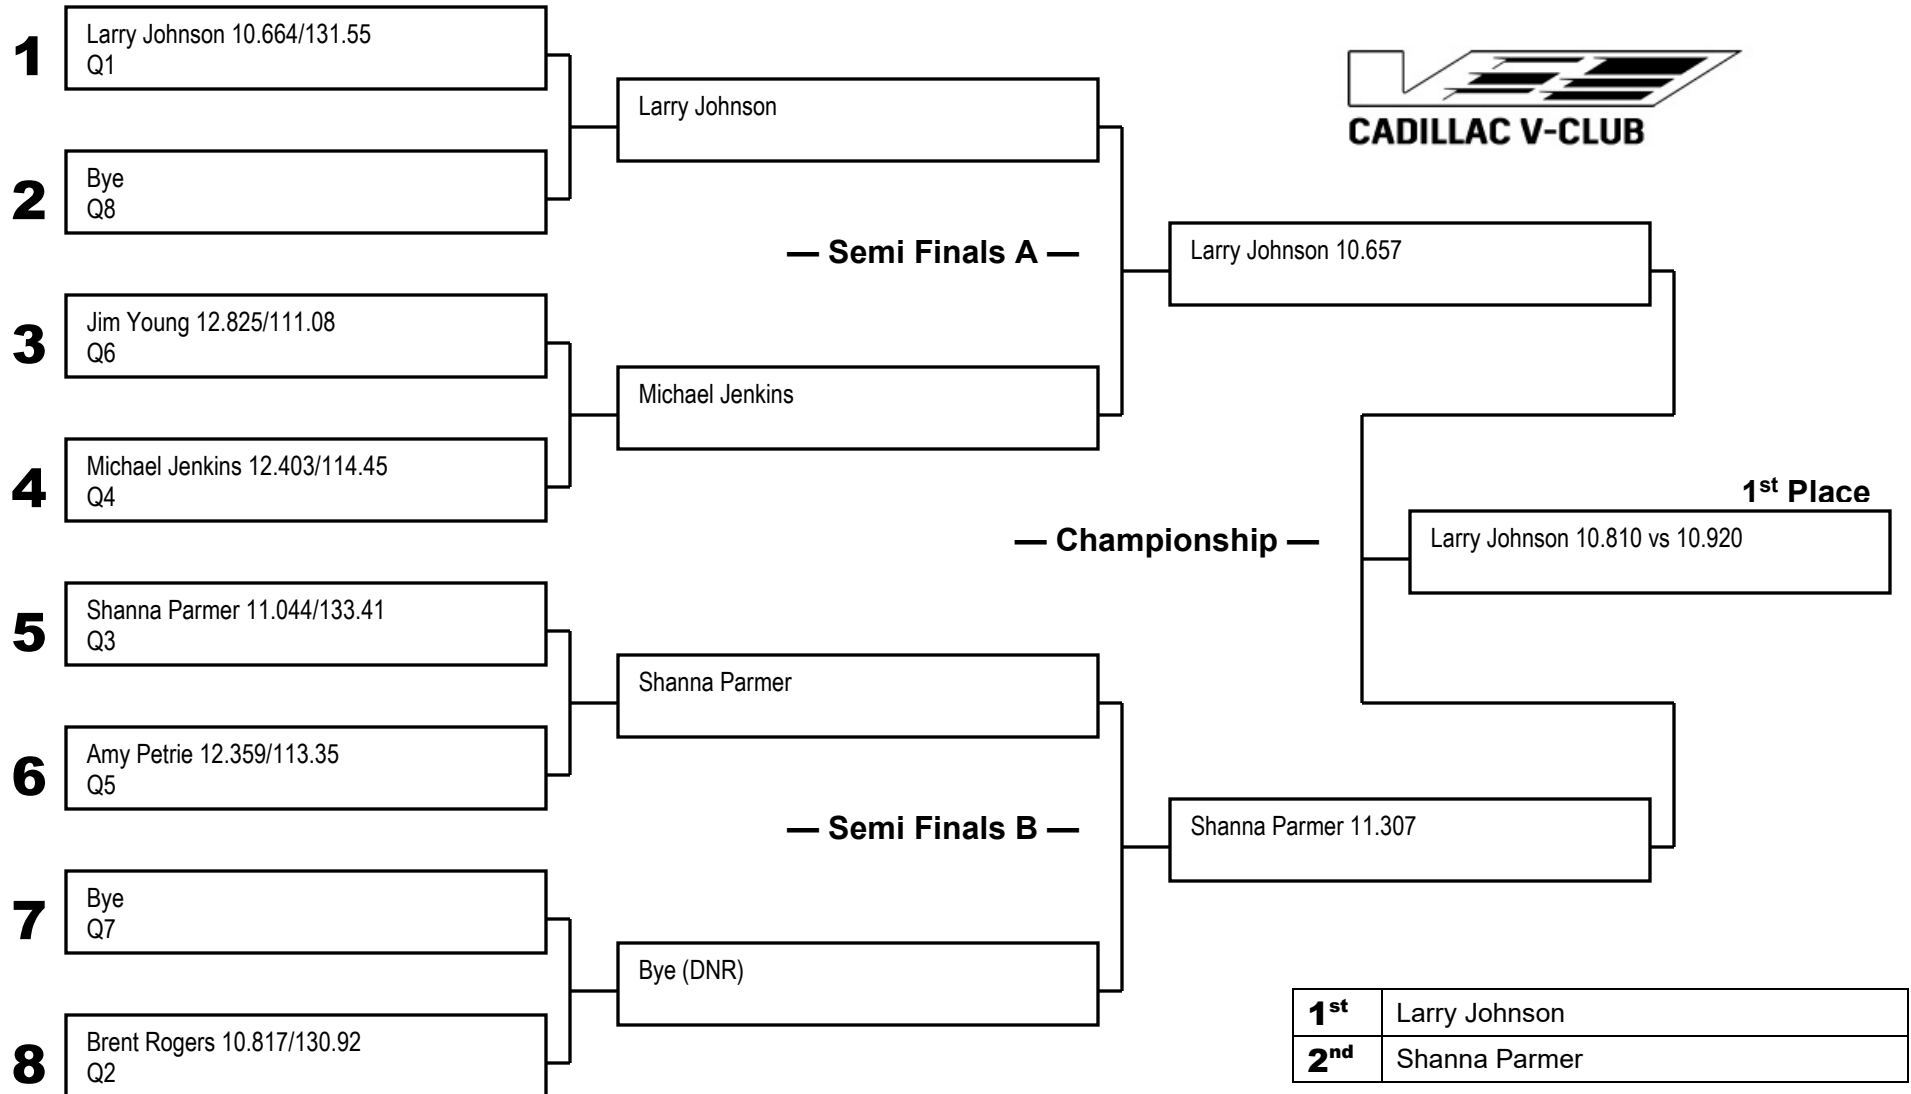 1
Larry Johnson 10.664/131.55
Q1
2
Bye
Q8
3
Jim Young 12.825/111.08
Q6
4
Michael Jenkins 12.403/114.45
Q4
5
Shanna Parmer 11.044/133.41
Q3
6
Amy Petrie 12.359/113.35
Q5
7
Bye
Q7
8
Brent Rogers 10.817/130.92
Q2
Larry Johnson
— Semi Finals A —
Michael Jenkins
Shanna Parmer
— Semi Finals B —
Bye (DNR)
CADILLAC V-CLUB
Larry Johnson 10.657
— Championship —
Shanna Parmer 11.307
1st Place
Larry Johnson 10.810 vs 10.920
1st Larry Johnson
2nd Shanna Parmer